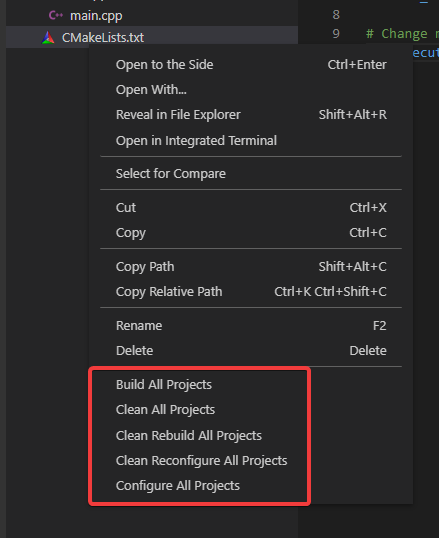 main.cpp
8
CMakeLists.txt
9 # Change
Open to the Side Ctrl+Enter
Open With...
Reveal in File Explorer Shift+Alt+R
Open in Integrated Terminal
Select for Compare
Cut Ctrl+X
Copy Ctrl+C
Copy Path Shift+Alt+C
Copy Relative Path Ctrl+K Ctrl+Shift+C
Rename F2
Delete Delete
Build All Projects
Clean All Projects
Clean Rebuild All Projects
Clean Reconfigure All Projects
Configure All Projects